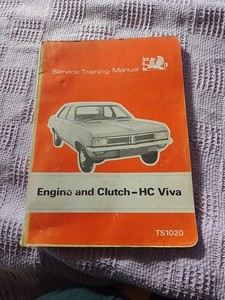 Service Training Manual
Engine and Clutch-HC Viva
TS1020